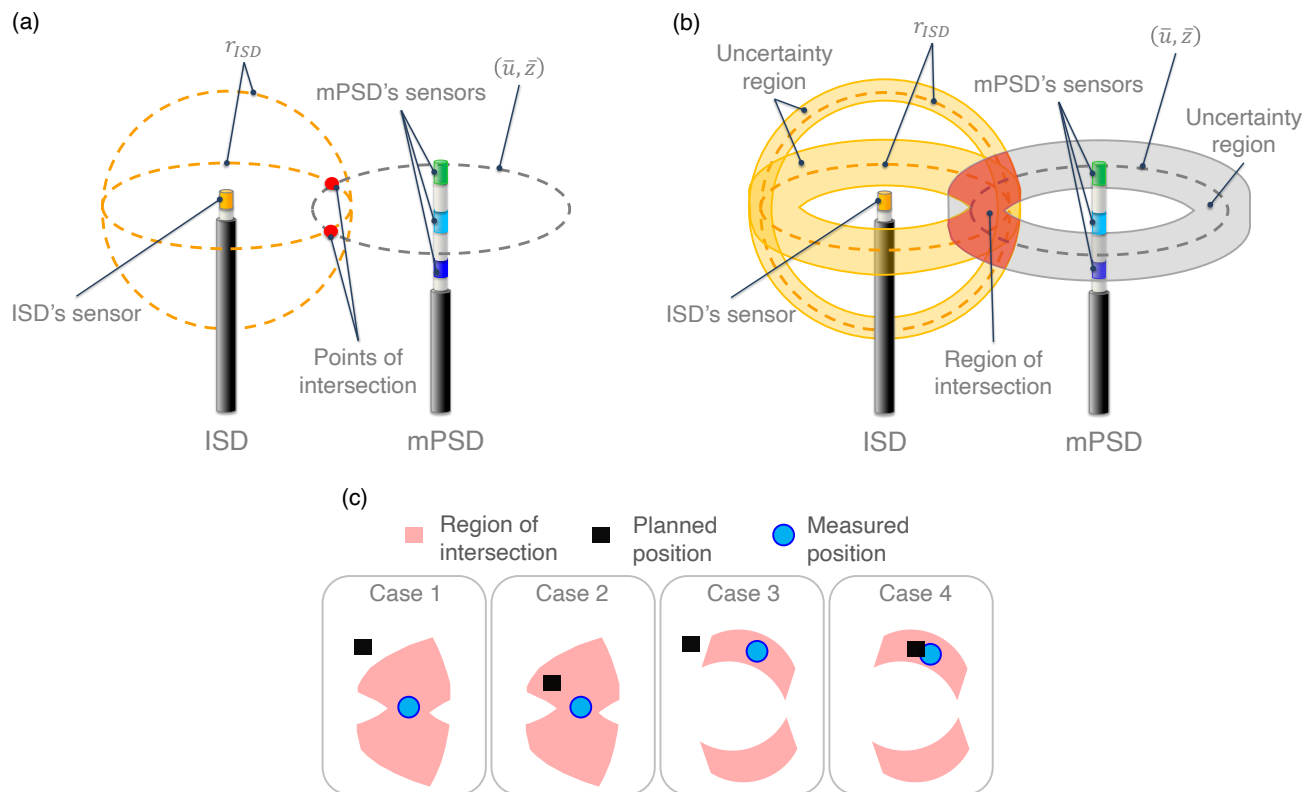 (a)
r_ISD
(ū, z̄)
mPSD's sensors
ISD's sensor
Points of
intersection
ISD
mPSD
(b)
Uncertainty
region
r_ISD
(ū, z̄)
mPSD's sensors
Uncertainty
region
ISD's sensor
Region of
intersection
ISD
mPSD
(c)
Region of
intersection
Planned
position
Measured
position
Case 1
Case 2
Case 3
Case 4